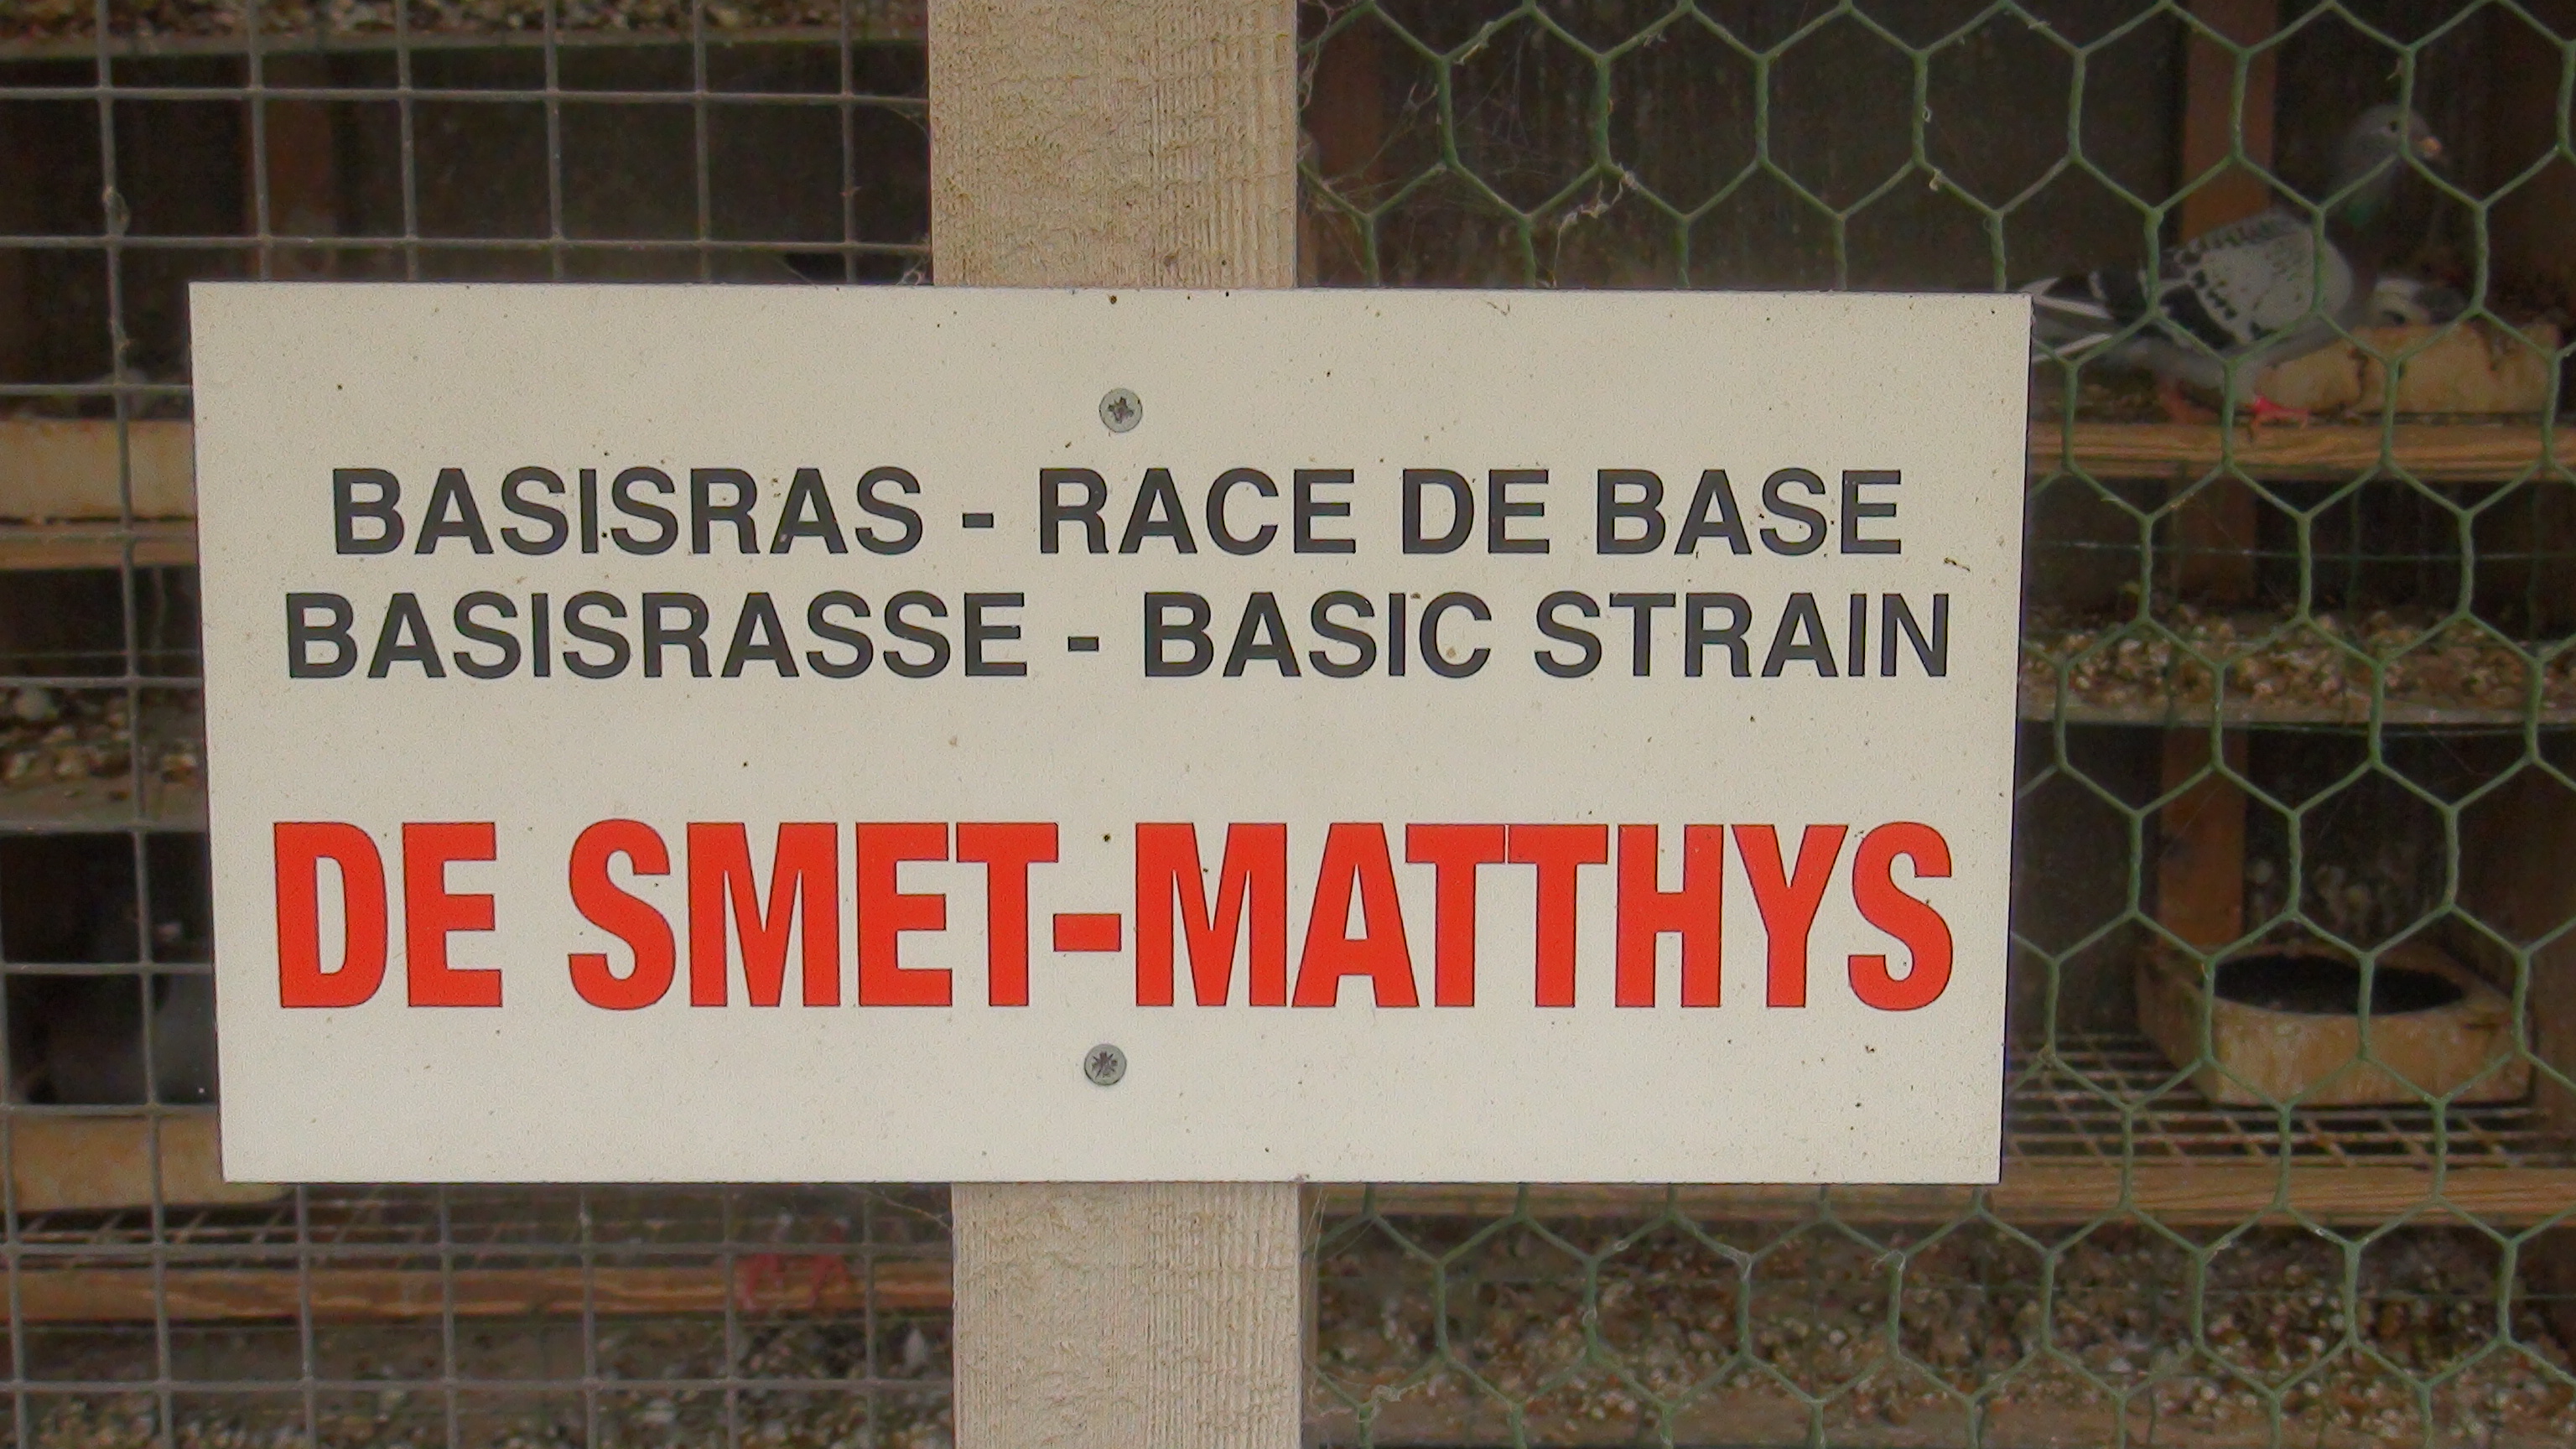 BASISRAS - RACE DE BASE
BASISRASSE - BASIC STRAIN
DE SMET-MATTHYS